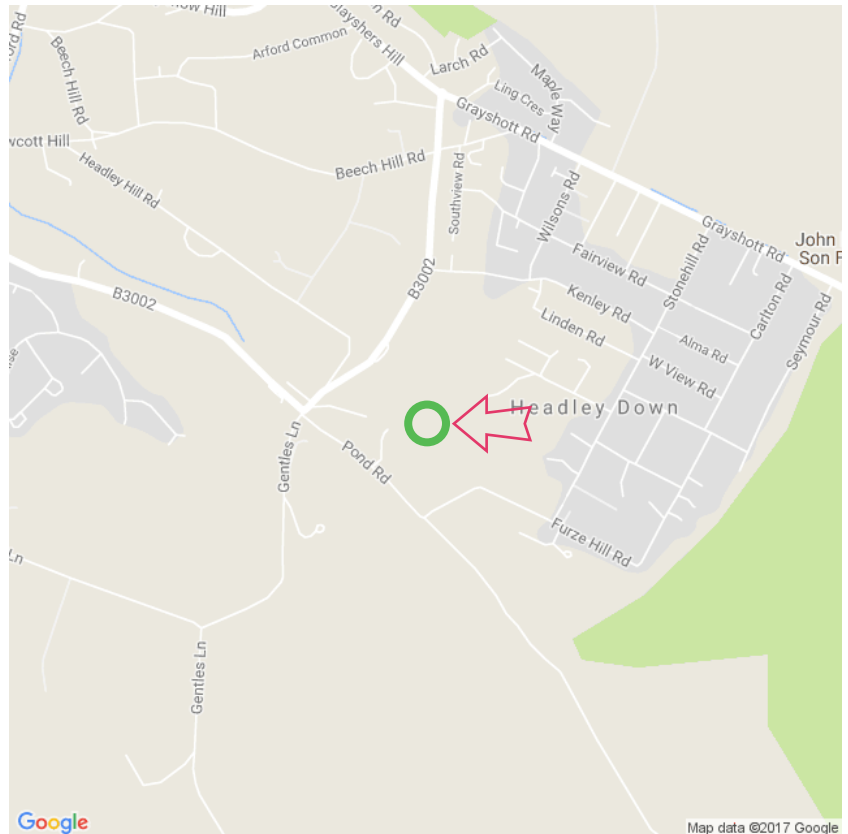 Arford Common
Glayshers Hill
Larch Rd
Maple Way
Ling Cres
Grayshott Rd
Beech Hill Rd
Headley Hill Rd
Beech Hill Rd
Southview Rd
Wilsons Rd
Fairview Rd
Stonehill Rd
Grayshott Rd
John
Son F
B3002
B3002
Kenley Rd
Linden Rd
Alma Rd
Carlton Rd
Seymour Rd
W View Rd
Headley Down
Gentles Ln
Pond Rd
Furze Hill Rd
Ln
Gentles Ln
Google
Map data ©2017 Google